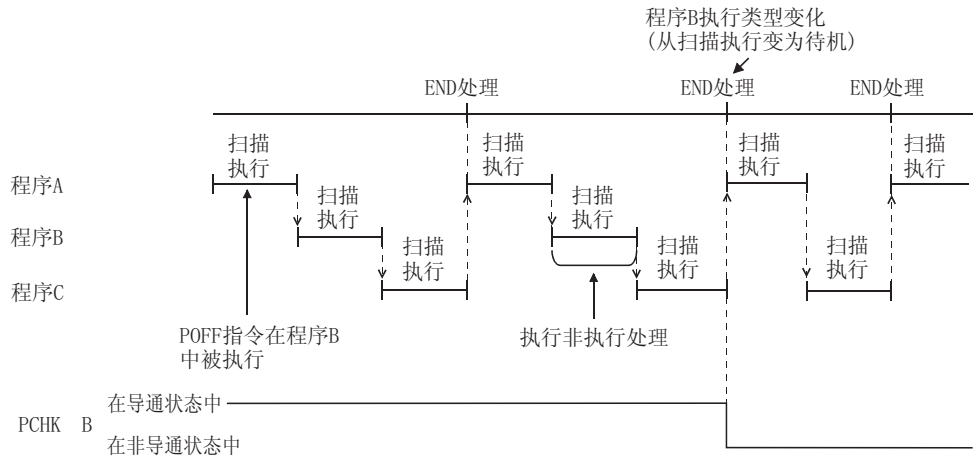 程序B执行类型变化
(从扫描执行变为待机)
END处理
END处理
END处理
扫描
执行
扫描
执行
扫描
执行
扫描
执行
程序A
扫描
执行
扫描
执行
程序B
扫描
执行
扫描
执行
扫描
执行
程序C
POFF指令在程序B
中被执行
执行非执行处理
在导通状态中
PCHK B
在非导通状态中